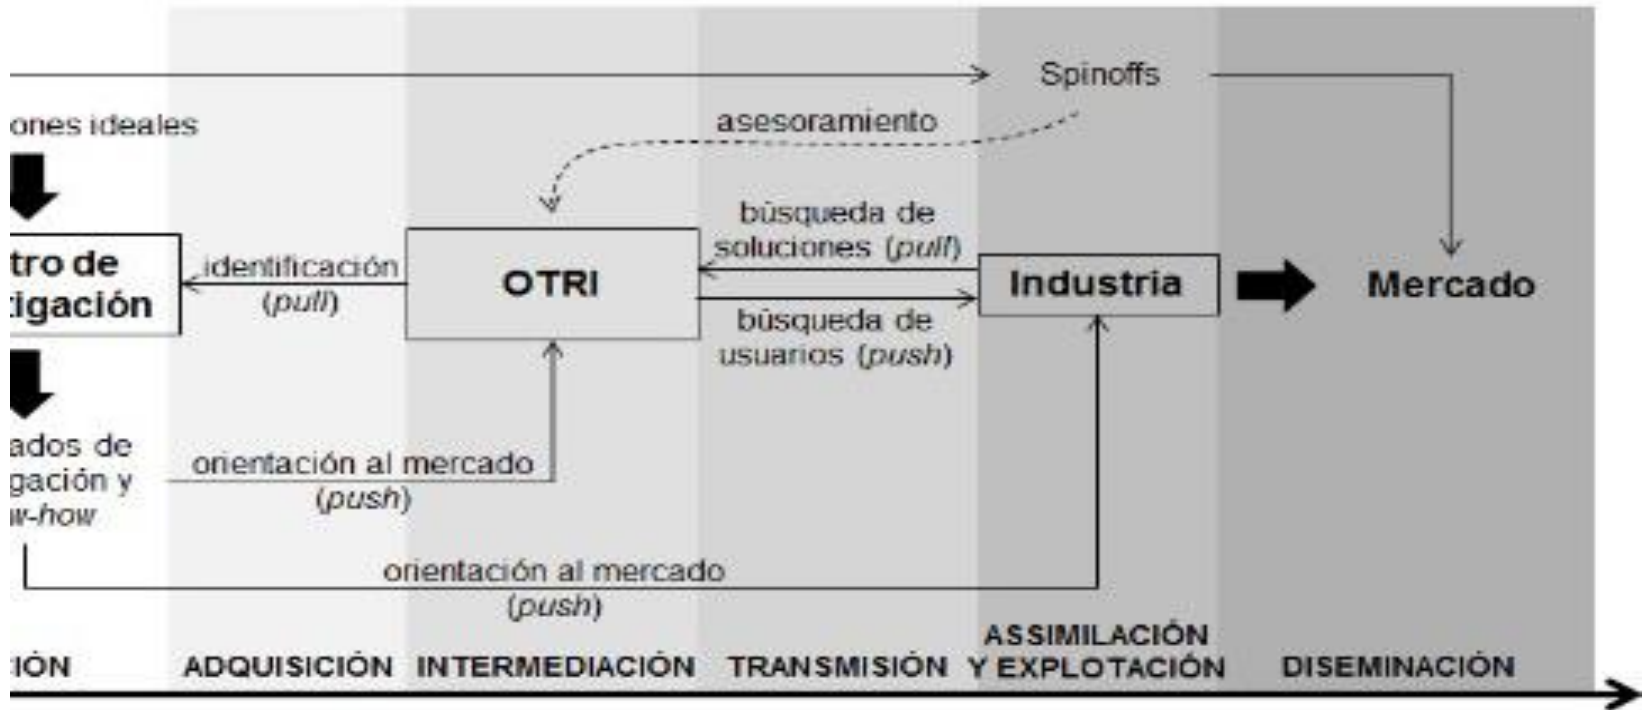 Spinoffs
ones ideales
asesoramiento
búsqueda de
soluciones (pull)
tro de
tigación
identificación
(pull)
OTRI
Industria
Mercado
búsqueda de
usuarios (push)
ados de
gación y
w-how
orientación al mercado
(push)
orientación al mercado
(push)
IÓN
ADQUISICIÓN
INTERMEDIACIÓN
TRANSMISIÓN
ASSIMILACIÓN
Y EXPLOTACIÓN
DISEMINACIÓN